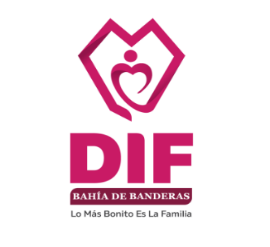 DIF
BAHÍA DE BANDERAS
Lo Más Bonito Es La Familia